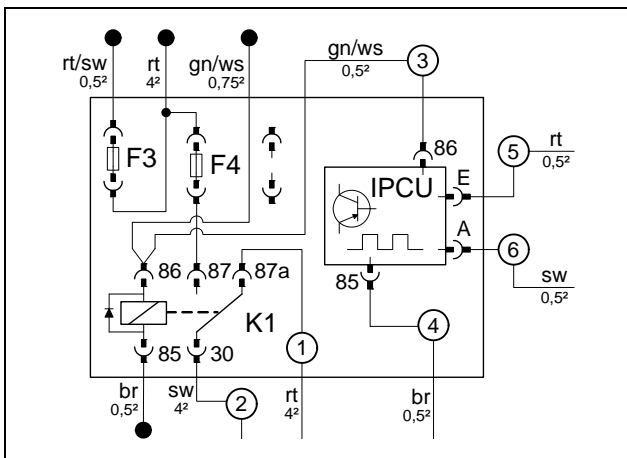 rt/sw
0,5²
rt
4²
gn/ws
0,75²
gn/ws
0,5²
3
F3
F4
86
IPCU
E
5
rt
0,5²
A
6
sw
0,5²
86
87
87a
85
K1
4
85
30
1
br
0,5²
sw
4²
2
rt
4²
br
0,5²